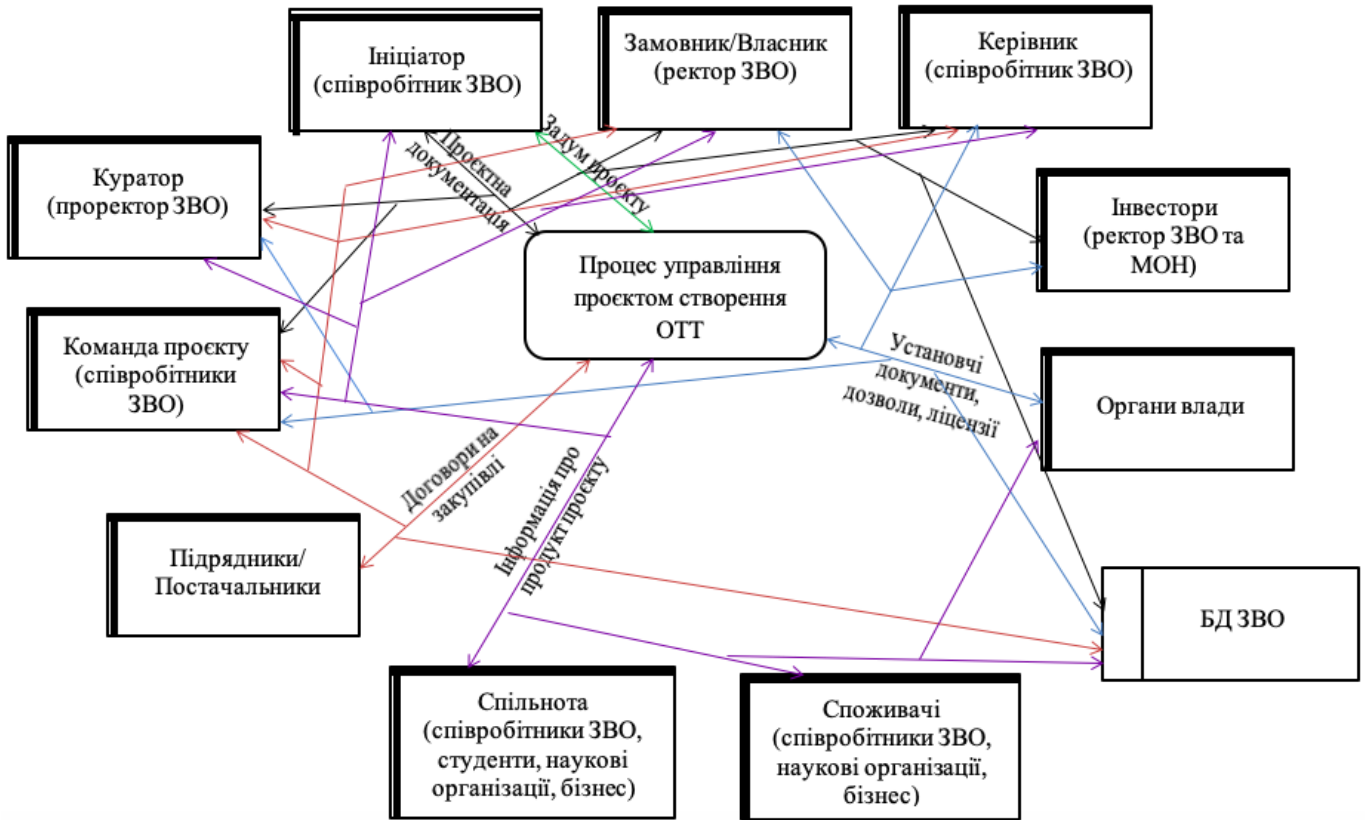 Ініціатор
(співробітник ЗВО)
Замовник/Власник
(ректор ЗВО)
Керівник
(співробітник ЗВО)
Куратор
(проректор ЗВО)
Проєктна
документація
Задум проєкту
Інвестори
(ректор ЗВО та
МОН)
Процес управління
проєктом створення
ОТТ
Команда проєкту
(співробітники
ЗВО)
Установчі
документи,
дозволи, ліцензії
Органи влади
Договори на
закупівлі
Інформація про
продукт проєкту
Підрядники/
Постачальники
БД ЗВО
Спільнота
(співробітники ЗВО,
студенти, наукові
організації, бізнес)
Споживачі
(співробітники ЗВО,
наукові організації,
бізнес)